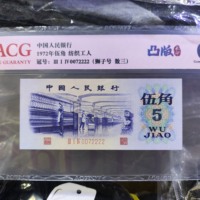 ACG
GUARANTY
中国人民银行
1972年伍角 纺织工人
冠号：III I IV0072222（狮子号 数三）
凸版
中国人民银行
伍角
5
WU
JIAO